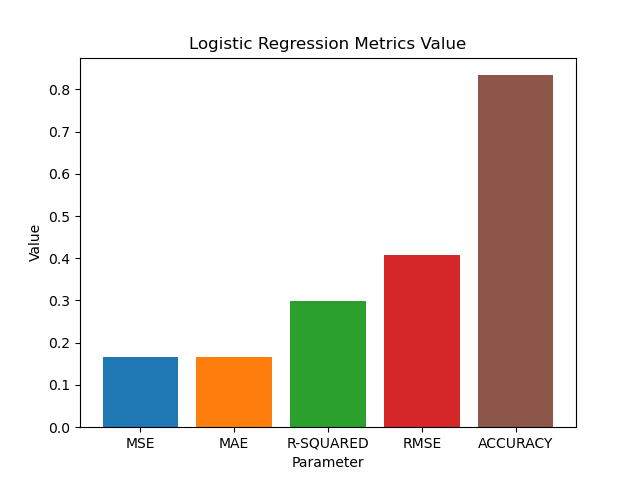 Logistic Regression Metrics Value
Value
0.8
0.7
0.6
0.5
0.4
0.3
0.2
0.1
0.0
MSE MAE R-SQUARED RMSE ACCURACY
Parameter